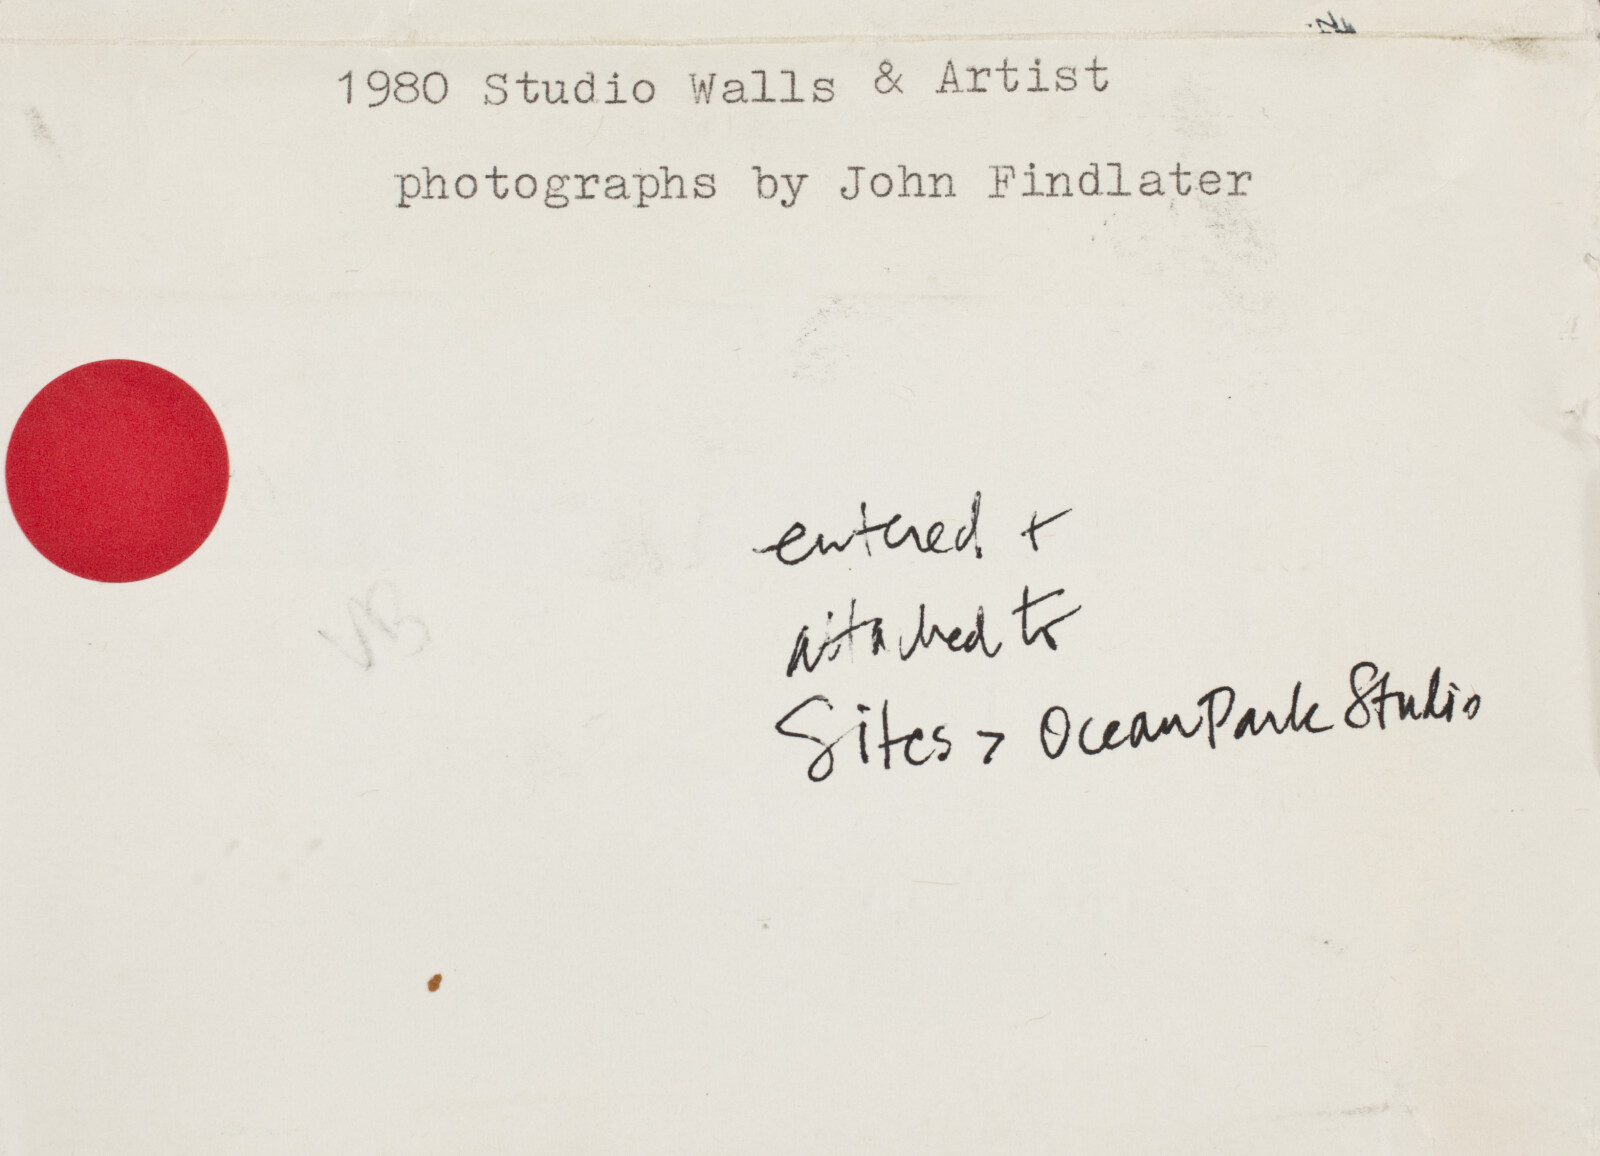 1980 Studio Walls & Artist
photographs by John Findlater
entered +
attached to
Sites > Ocean Park Studio